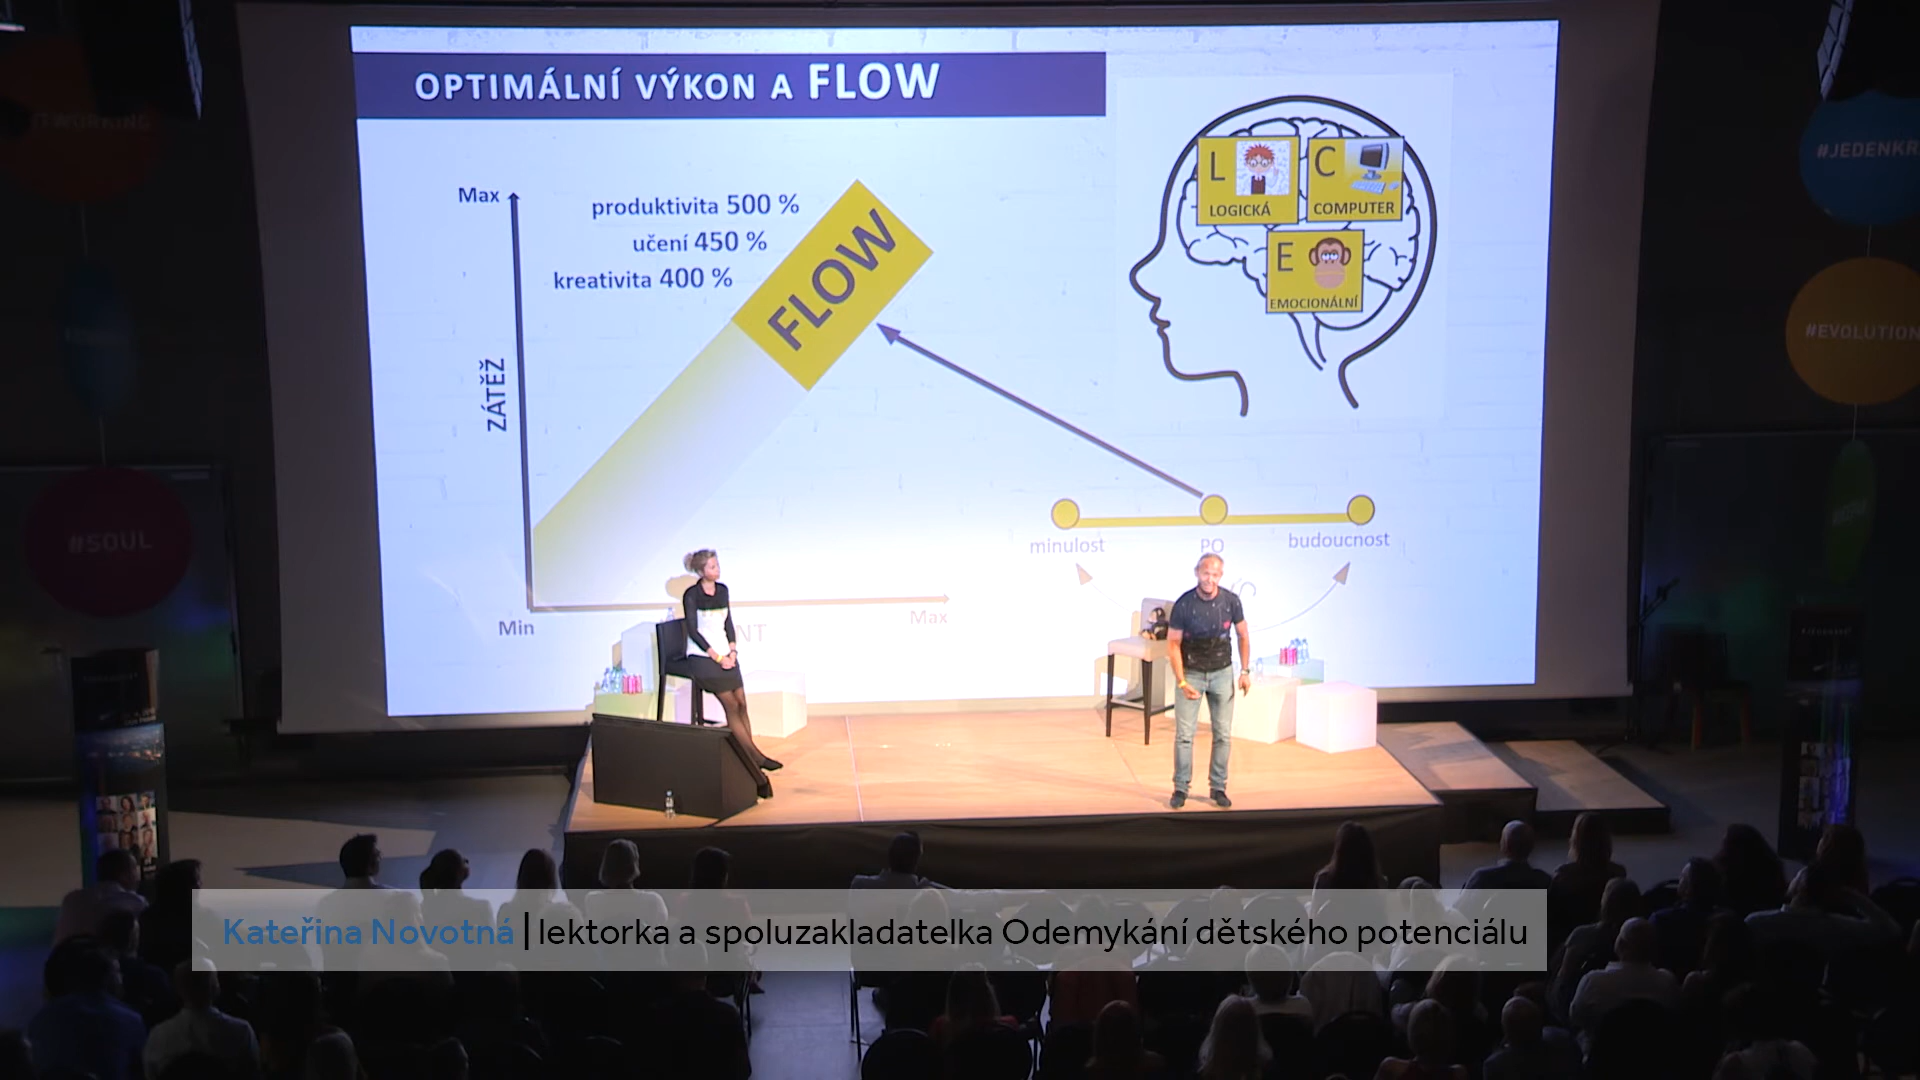 OPTIMÁLNÍ VÝKON A FLOW
Max
produktivita 500 %
učení 450 %
kreativita 400 %
FLOW
ZÁTĚŽ
Min
Max
NT
L
LOGICKÁ
C
COMPUTER
E
EMOCIONÁLNÍ
minulost
PO
budoucnost
#SOUL
#JEDENKR
#EVOLUTION
Kateřina Novotná | lektorka a spoluzakladatelka Odemykání dětského potenciálu